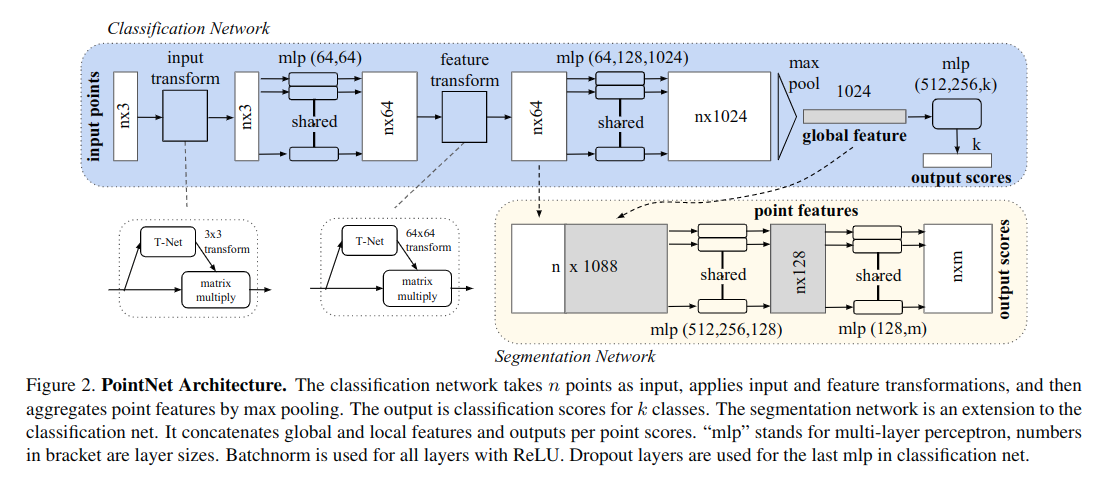 Classification Network
input points
nx3
input
transform
nx3
mlp (64,64)
shared
nx64
feature
transform
nx64
mlp (64,128,1024)
shared
nx1024
max
pool
1024
global feature
mlp
(512,256,k)
k
output scores
T-Net
3x3
transform
matrix
multiply
T-Net
64x64
transform
matrix
multiply
point features
n x 1088
shared
mlp (512,256,128)
nx128
shared
mlp (128,m)
nxm
output scores
Segmentation Network
Figure 2. PointNet Architecture. The classification network takes n points as input, applies input and feature transformations, and then
aggregates point features by max pooling. The output is classification scores for k classes. The segmentation network is an extension to the
classification net. It concatenates global and local features and outputs per point scores. “mlp” stands for multi-layer perceptron, numbers
in bracket are layer sizes. Batchnorm is used for all layers with ReLU. Dropout layers are used for the last mlp in classification net.